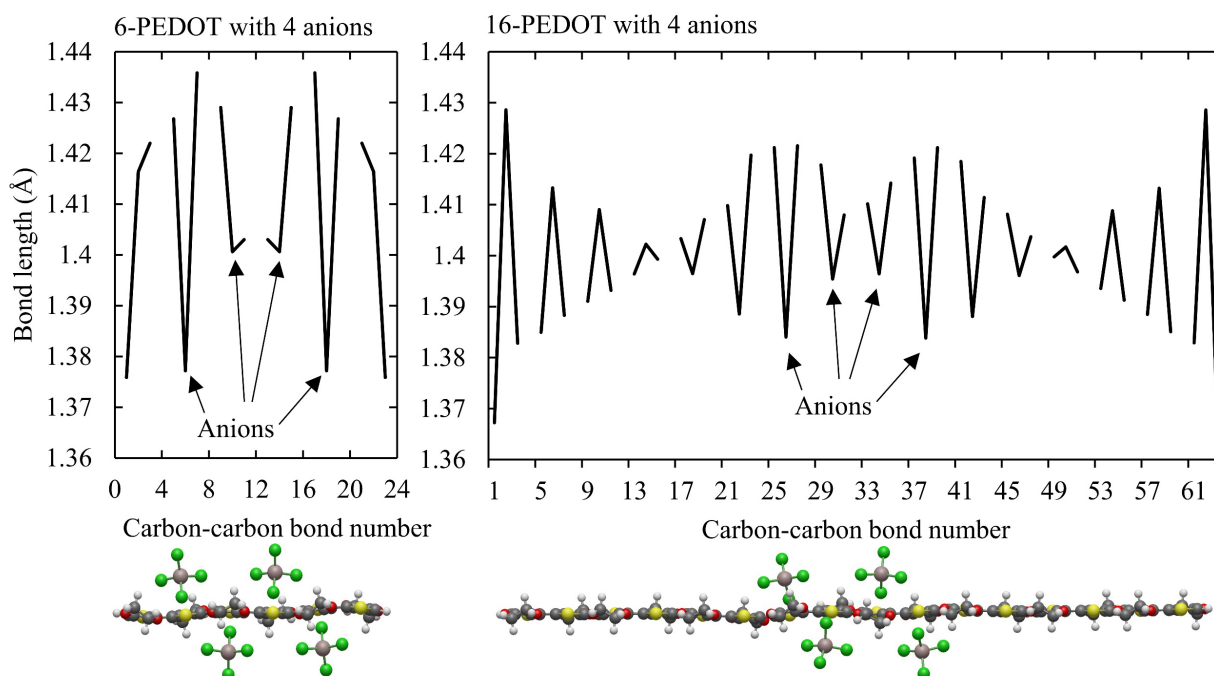 6-PEDOT with 4 anions
16-PEDOT with 4 anions
Bond length (Å)
1.44
1.43
1.42
1.41
1.4
1.39
1.38
1.37
1.36
Anions
0 4 8 12 16 20 24
Carbon-carbon bond number
1.44
1.43
1.42
1.41
1.4
1.39
1.38
1.37
1.36
Anions
1 5 9 13 17 21 25 29 33 37 41 45 49 53 57 61
Carbon-carbon bond number